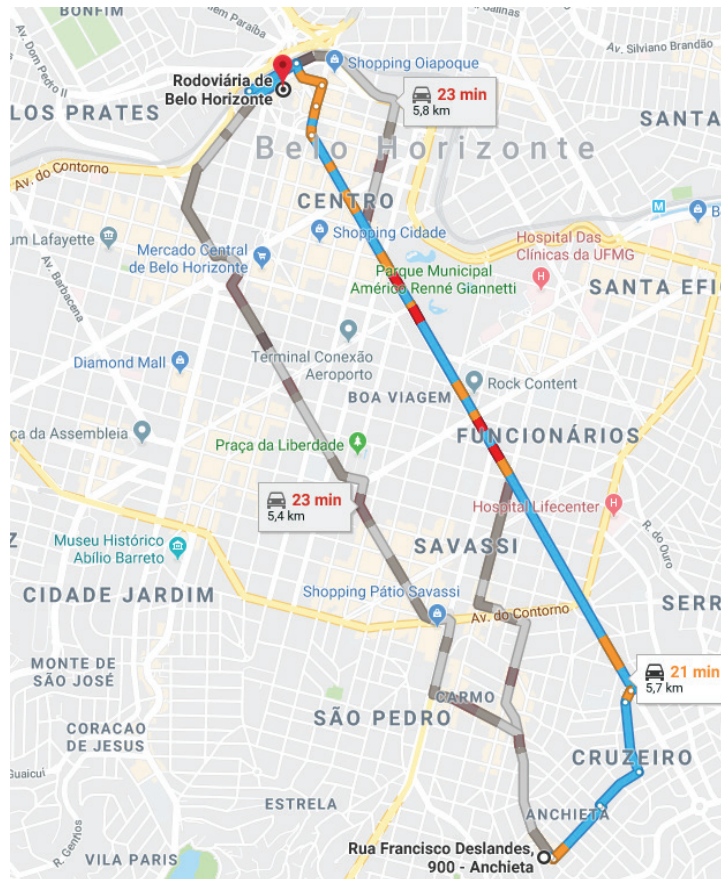 BONFIM
em Paraíba
Av. Dom Pedro II
Av. Silviano Brandão
Shopping Oiapoque
Rodoviária de
Belo Horizonte
23 min
5,8 km
LOS PRATES
SANTA
Belo Horizonte
Av. do Contorno
CENTRO
M
B
um Lafayette
Shopping Cidade
Hospital Das
Clínicas da UFMG
H
Mercado Central
de Belo Horizonte
Parque Municipal
Américo Renné Giannetti
SANTA EFI
Av. Barbacena
Terminal Conexão
Aeroporto
Diamond Mall
Rock Content
BOA VIAGEM
ça da Assembleia
Praça da Liberdade
FUNCIONÁRIOS
23 min
5,4 km
Hospital Lifecenter
H
R. do Ouro
Z
Museu Histórico
Abílio Barreto
SAVASSI
CIDADE JARDIM
Shopping Pátio Savassi
Av. do Contorno
SERR
MONTE DE
SÃO JOSÉ
21 min
5,7 km
CARMO
SÃO PEDRO
CORACAO
DE JESUS
CRUZEIRO
Guaicui
ESTRELA
ANCHIETA
VILA PARIS
Rua Francisco Deslandes,
900 - Anchieta